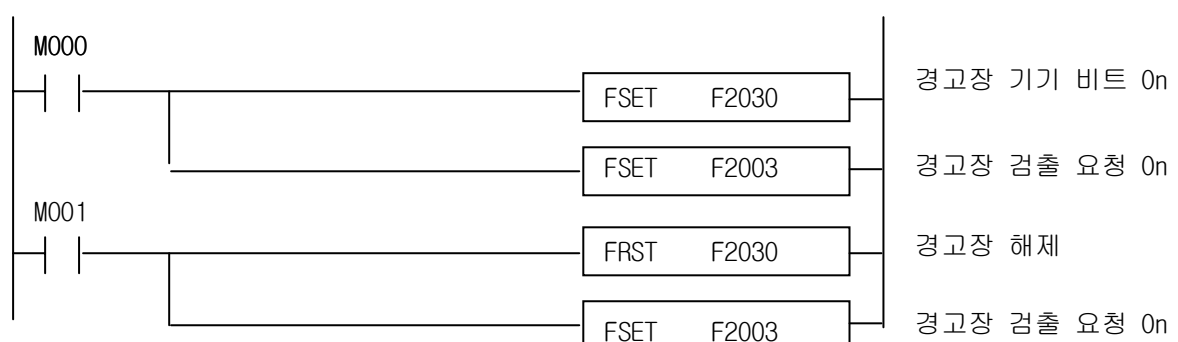 M000
FSET F2030 경고장 기기 비트 On
FSET F2003 경고장 검출 요청 On
M001
FRST F2030 경고장 해제
FSET F2003 경고장 검출 요청 On